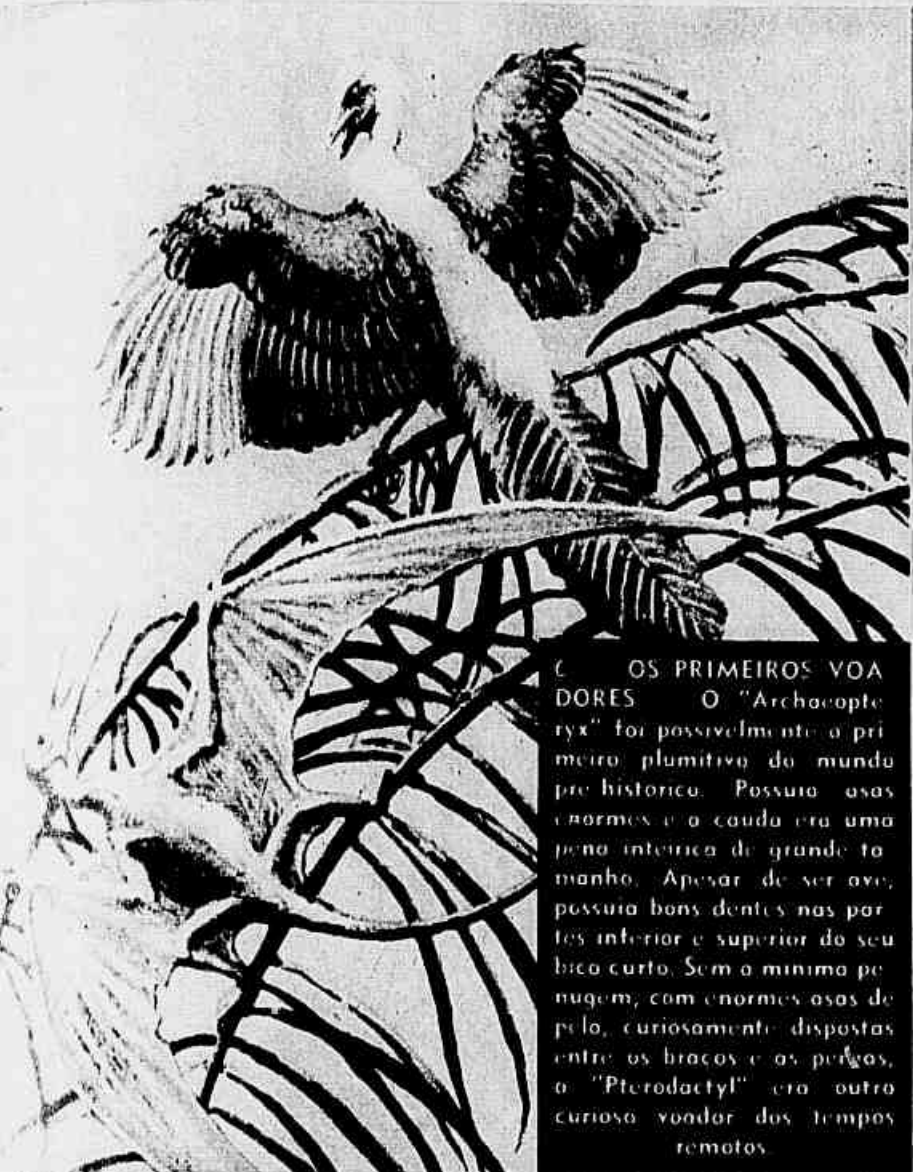 OS PRIMEIROS VOA
DORES O "Archaeopte
ryx" foi possivelmente o pri
meiro plumitivo do mundo
pre historico. Possuia asas
enormes e a cauda era uma
pena inteirica de grande ta
manho. Apesar de ser ave,
possuia bons dentes nas par
tes inferior e superior do seu
bico curto. Sem a minima pe
nugem, com enormes asas de
pelo, curiosamente dispostas
entre os braços e as pernas,
o "Pterodactyl" era outro
curioso voador dos tempos
remotos